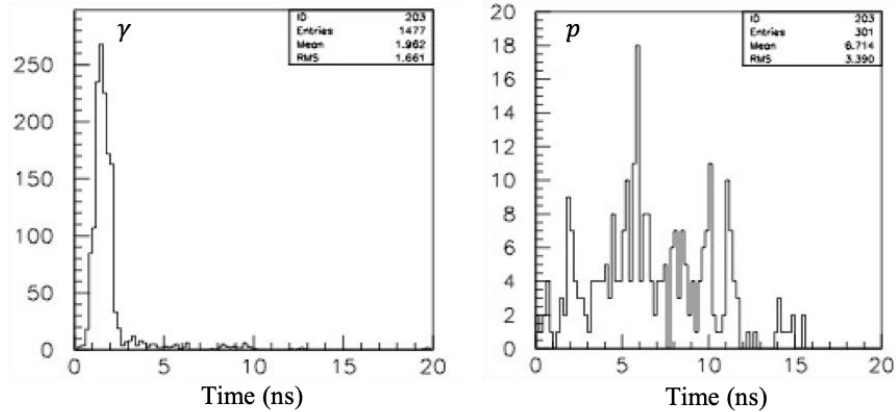 γ
ID 203
Entries 1477
Mean 1.962
RMS 1.661
250
200
150
100
50
0
0 10 20
Time (ns)
p
ID 203
Entries 301
Mean 6.714
RMS 3.390
20
18
16
14
12
10
8
6
4
2
0
0 5 10 15 20
Time (ns)